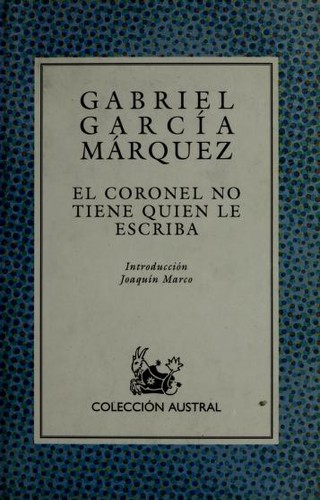 GABRIEL
GARCÍA
MÁRQUEZ
EL CORONEL NO
TIENE QUIEN LE
ESCRIBA
Introducción
Joaquín Marco
COLECCIÓN AUSTRAL